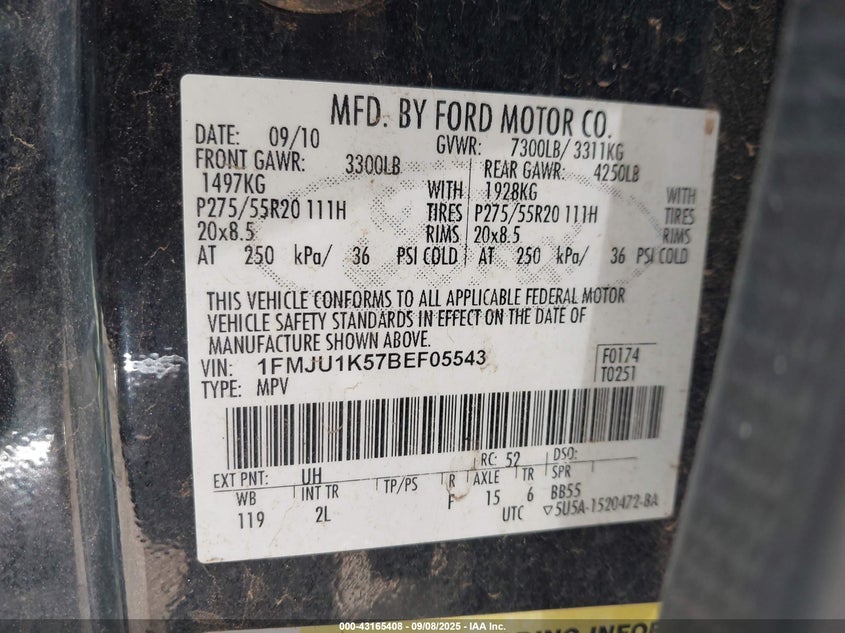 MFD. BY FORD MOTOR CO.
DATE: 09/10 GVWR: 7300LB/3311KG
FRONT GAWR: 3300LB REAR GAWR: 4250LB
1497KG WITH 1928KG WITH
P275/55R20 111H TIRES P275/55R20 111H TIRES
20x8.5 RIMS 20x8.5 RIMS
AT 250 kPa/ 36 PSI COLD AT 250 kPa/ 36 PSI COLD
THIS VEHICLE CONFORMS TO ALL APPLICABLE FEDERAL MOTOR
VEHICLE SAFETY STANDARDS IN EFFECT ON THE DATE OF
MANUFACTURE SHOWN ABOVE.
VIN: 1FMJU1K57BEF05543 F0174
TYPE: MPV T0251
EXT PNT: UH RC: 52 DSO:
WB INT TR TP/PS R AXLE TR SPR
119 2L F 15 6 BB55
UTC ▽5U5A-1520472-BA
000-43165408 - 09/08/2025 - IAA Inc.